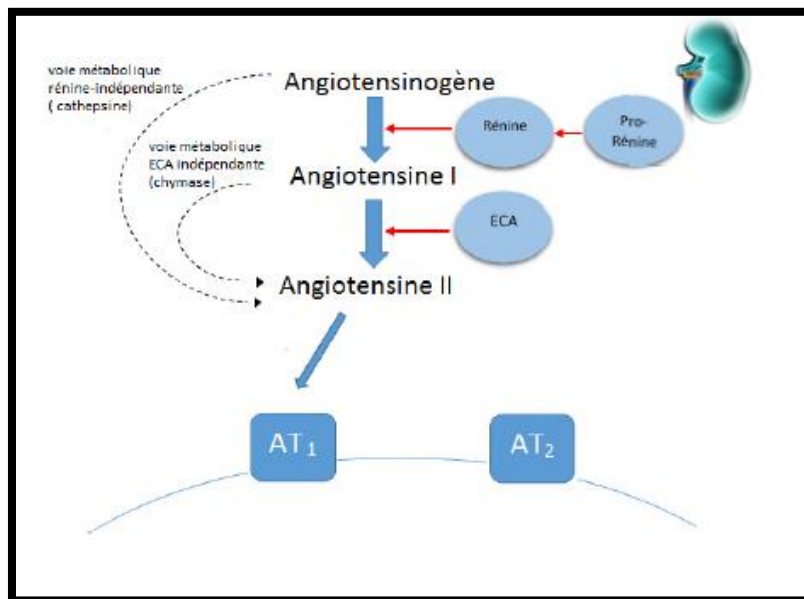 voie métabolique
rénine-indépendante
( cathepsine)
Angiotensinogène
Rénine
Pro-
Rénine
voie métabolique
ECA indépendante
(chymase)
Angiotensine I
ECA
Angiotensine II
AT₁
AT₂